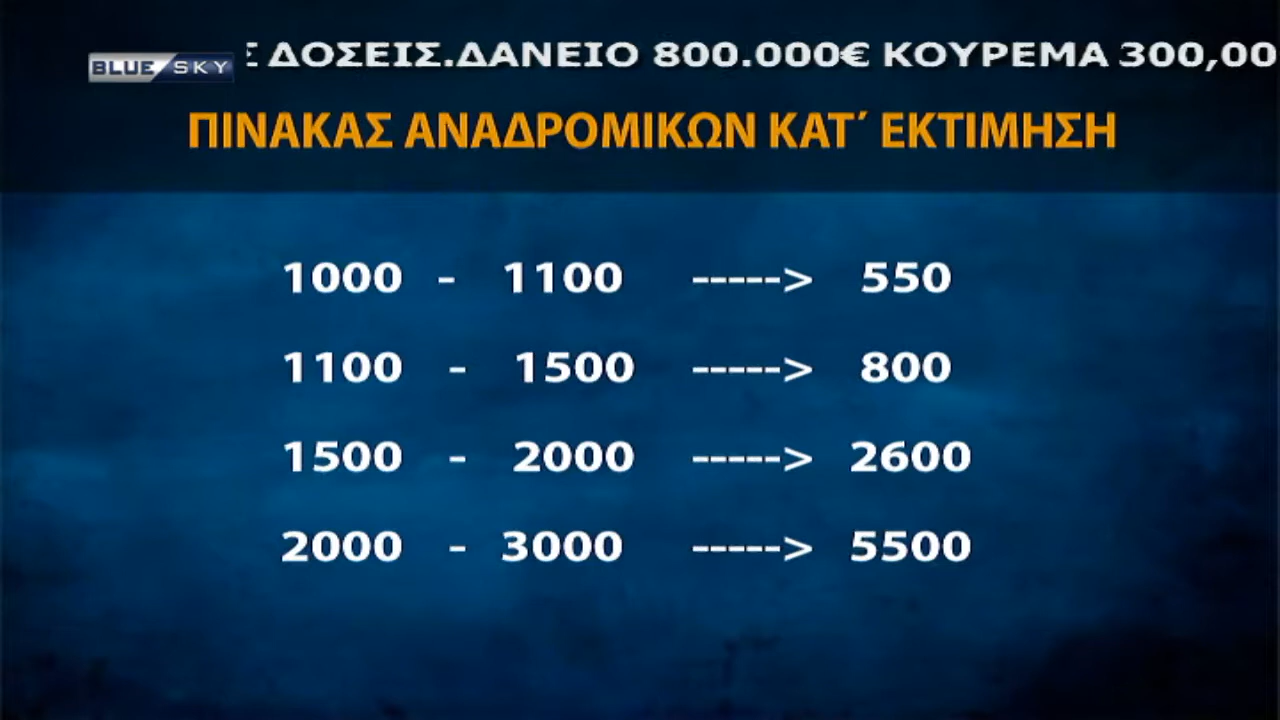 Σ ΔΟΣΕΙΣ.ΔΑΝΕΙΟ 800.000€ ΚΟΥΡΕΜΑ 300,00
BLUE SKY
ΠΙΝΑΚΑΣ ΑΝΑΔΡΟΜΙΚΩΝ ΚΑΤ΄ ΕΚΤΙΜΗΣΗ
1000 - 1100 -----> 550
1100 - 1500 -----> 800
1500 - 2000 -----> 2600
2000 - 3000 -----> 5500